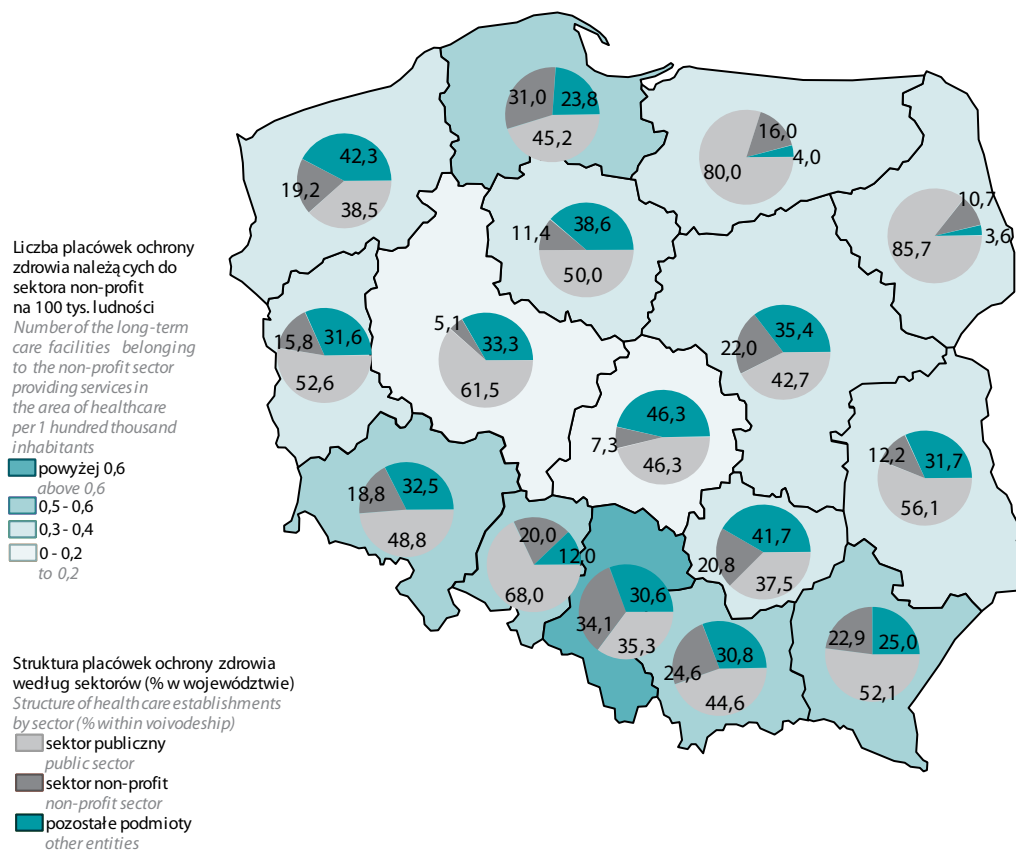 Liczba placówek ochrony
zdrowia należących do
sektora non-profit
na 100 tys. ludności
Number of the long-term
care facilities belonging
to the non-profit sector
providing services in
the area of healthcare
per 1 hundred thousand
inhabitants
powyżej 0,6
above 0,6
0,5 - 0,6
0,3 - 0,4
0 - 0,2
to 0,2
Struktura placówek ochrony zdrowia
według sektorów (% w województwie)
Structure of health care establishments
by sector (% within voivodeship)
sektor publiczny
public sector
sektor non-profit
non-profit sector
pozostałe podmioty
other entities
42,3
19,2
38,5
31,0
23,8
45,2
16,0
4,0
80,0
10,7
3,6
85,7
38,6
11,4
50,0
15,8
31,6
52,6
5,1
33,3
61,5
35,4
22,0
42,7
46,3
7,3
46,3
12,2
31,7
56,1
18,8
32,5
48,8
20,0
12,0
68,0
41,7
20,8
37,5
30,6
34,1
35,3
30,8
24,6
44,6
22,9
25,0
52,1